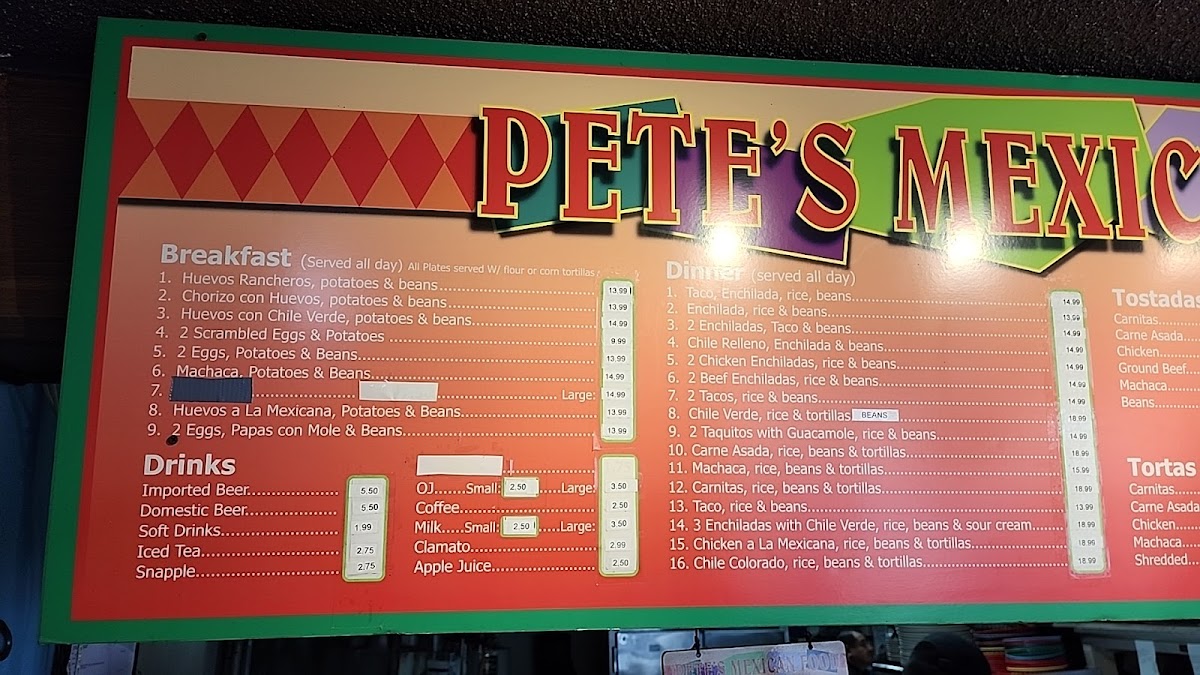 PETE'S MEXIC
Breakfast (Served all day) All Plates served W/ flour or corn tortillas
1. Huevos Rancheros, potatoes & beans 13.99
2. Chorizo con Huevos, potatoes & beans 13.99
3. Huevos con Chile Verde, potatoes & beans 14.99
4. 2 Scrambled Eggs & Potatoes 9.99
5. 2 Eggs, Potatoes & Beans 13.99
6. Machaca, Potatoes & Beans 14.99
7. Large: 14.99
8. Huevos a La Mexicana, Potatoes & Beans 13.99
9. 2 Eggs, Papas con Mole & Beans 13.99
Drinks
Imported Beer 5.50
Domestic Beer 5.50
Soft Drinks 1.99
Iced Tea 2.75
Snapple 2.75
OJ Small: 2.50 Large: 3.50
Coffee 2.50
Milk Small: 2.50 Large: 3.50
Clamato 2.99
Apple Juice 2.50
Dinner (served all day)
1. Taco, Enchilada, rice, beans 14.99
2. Enchilada, rice & beans 13.99
3. 2 Enchiladas, Taco & beans 14.99
4. Chile Relleno, Enchilada & beans 14.99
5. 2 Chicken Enchiladas, rice & beans 14.99
6. 2 Beef Enchiladas, rice & beans 14.99
7. 2 Tacos, rice & beans 14.99
8. Chile Verde, rice & tortillas BEANS 18.99
9. 2 Taquitos with Guacamole, rice & beans 14.99
10. Carne Asada, rice, beans & tortillas 18.99
11. Machaca, rice, beans & tortillas 15.99
12. Carnitas, rice, beans & tortillas 18.99
13. Taco, rice & beans 13.99
14. 3 Enchiladas with Chile Verde, rice, beans & sour cream 18.99
15. Chicken a La Mexicana, rice, beans & tortillas 18.99
16. Chile Colorado, rice, beans & tortillas 18.99
Tostadas
Carnitas
Carne Asada
Chicken
Ground Beef
Machaca
Beans
Tortas
Carnitas
Carne Asada
Chicken
Machaca
Shredded
PETE'S MEXICAN FOOD